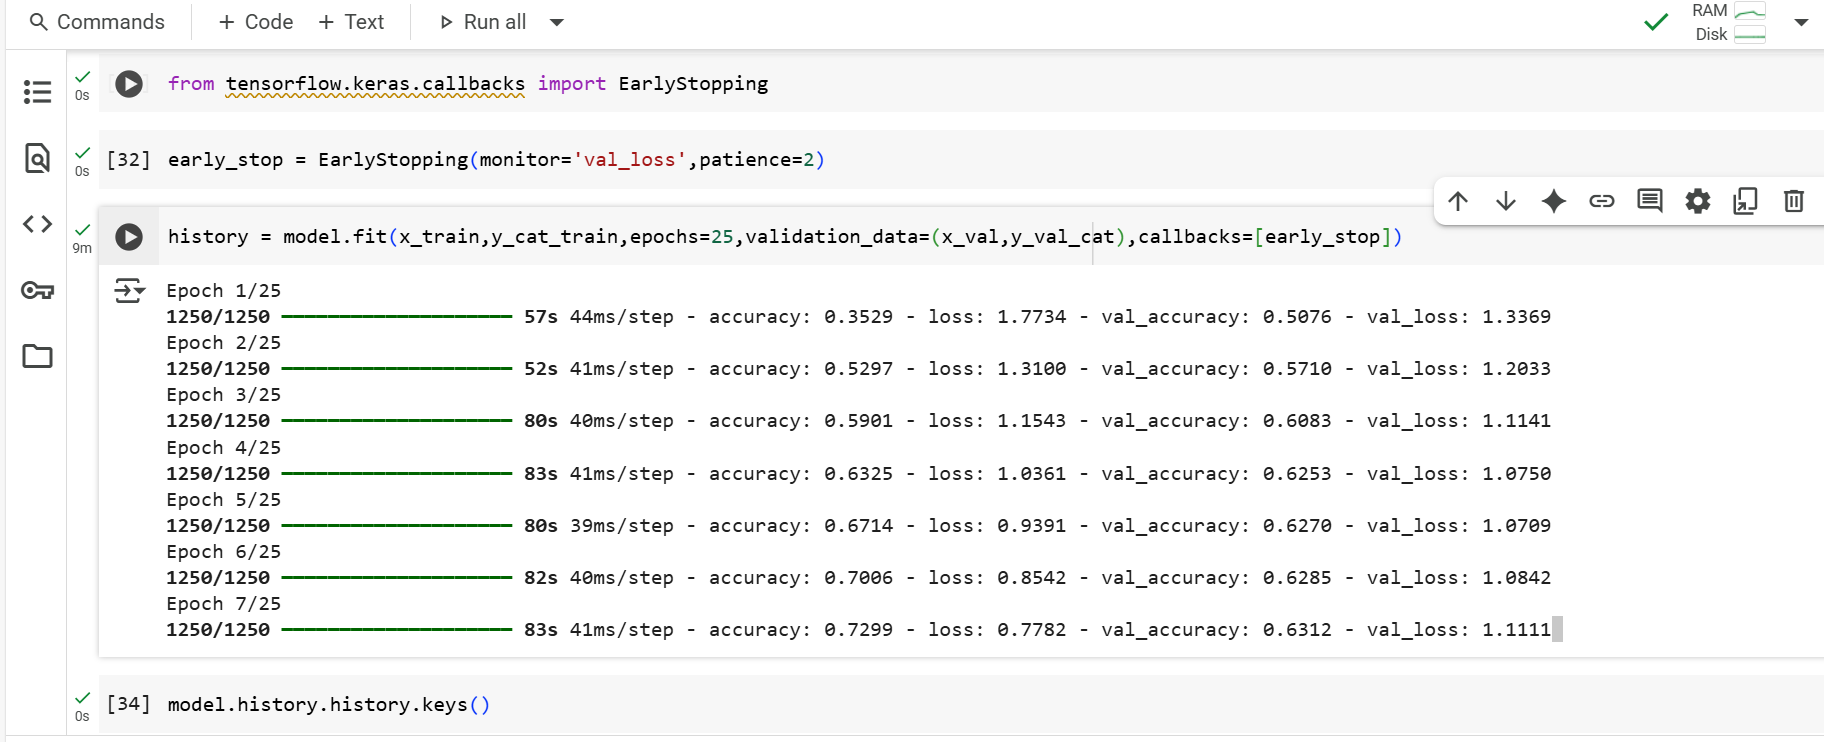 Commands + Code + Text Run all
RAM
Disk
0s from tensorflow.keras.callbacks import EarlyStopping
0s [32] early_stop = EarlyStopping(monitor='val_loss',patience=2)
9m history = model.fit(x_train,y_cat_train,epochs=25,validation_data=(x_val,y_val_cat),callbacks=[early_stop])
Epoch 1/25
1250/1250 ━━━━━━━━━━━━━━━━━━━━ 57s 44ms/step - accuracy: 0.3529 - loss: 1.7734 - val_accuracy: 0.5076 - val_loss: 1.3369
Epoch 2/25
1250/1250 ━━━━━━━━━━━━━━━━━━━━ 52s 41ms/step - accuracy: 0.5297 - loss: 1.3100 - val_accuracy: 0.5710 - val_loss: 1.2033
Epoch 3/25
1250/1250 ━━━━━━━━━━━━━━━━━━━━ 80s 40ms/step - accuracy: 0.5901 - loss: 1.1543 - val_accuracy: 0.6083 - val_loss: 1.1141
Epoch 4/25
1250/1250 ━━━━━━━━━━━━━━━━━━━━ 83s 41ms/step - accuracy: 0.6325 - loss: 1.0361 - val_accuracy: 0.6253 - val_loss: 1.0750
Epoch 5/25
1250/1250 ━━━━━━━━━━━━━━━━━━━━ 80s 39ms/step - accuracy: 0.6714 - loss: 0.9391 - val_accuracy: 0.6270 - val_loss: 1.0709
Epoch 6/25
1250/1250 ━━━━━━━━━━━━━━━━━━━━ 82s 40ms/step - accuracy: 0.7006 - loss: 0.8542 - val_accuracy: 0.6285 - val_loss: 1.0842
Epoch 7/25
1250/1250 ━━━━━━━━━━━━━━━━━━━━ 83s 41ms/step - accuracy: 0.7299 - loss: 0.7782 - val_accuracy: 0.6312 - val_loss: 1.1111
0s [34] model.history.history.keys()